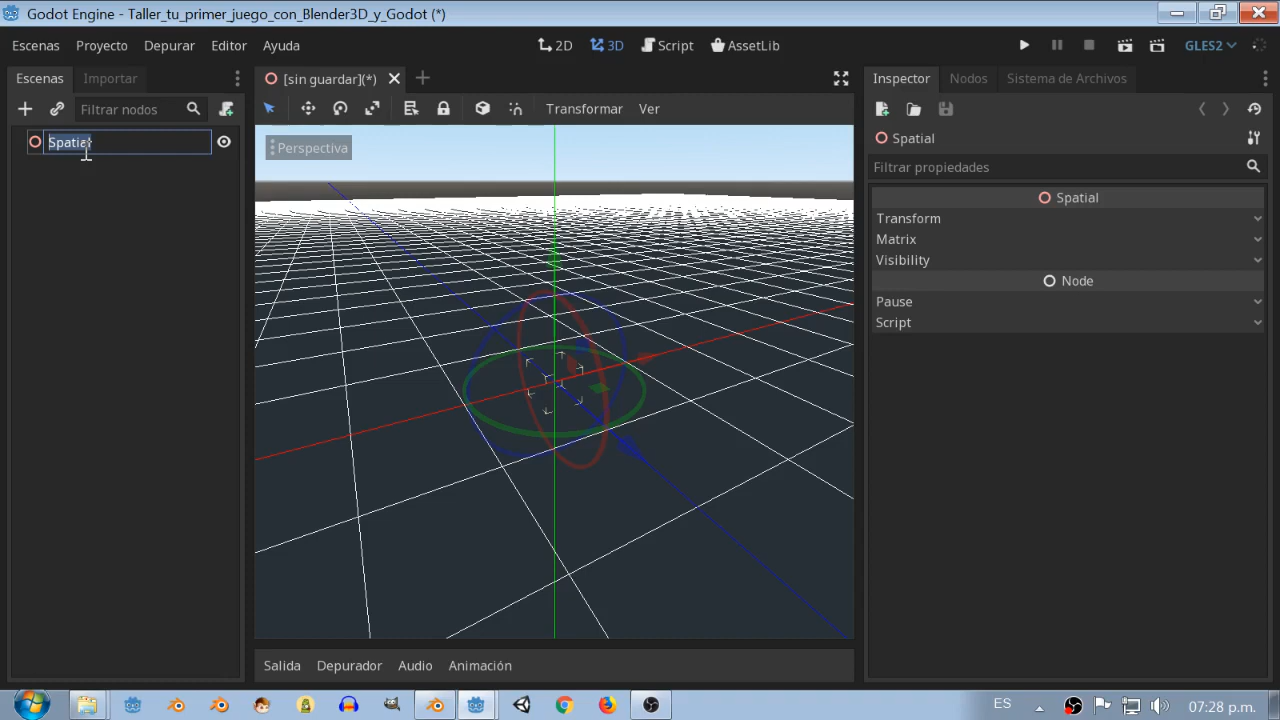 Godot Engine - Taller_tu_primer_juego_con_Blender3D_y_Godot (*)
Escenas Proyecto Depurar Editor Ayuda 2D 3D Script AssetLib GLES2
Escenas Importar [sin guardar](*) Inspector Nodos Sistema de Archivos
Filtrar nodos Transformar Ver
Spatial Perspectiva Spatial
Filtrar propiedades
Spatial
Transform
Matrix
Visibility
Node
Pause
Script
Salida Depurador Audio Animación
ES 07:28 p.m.